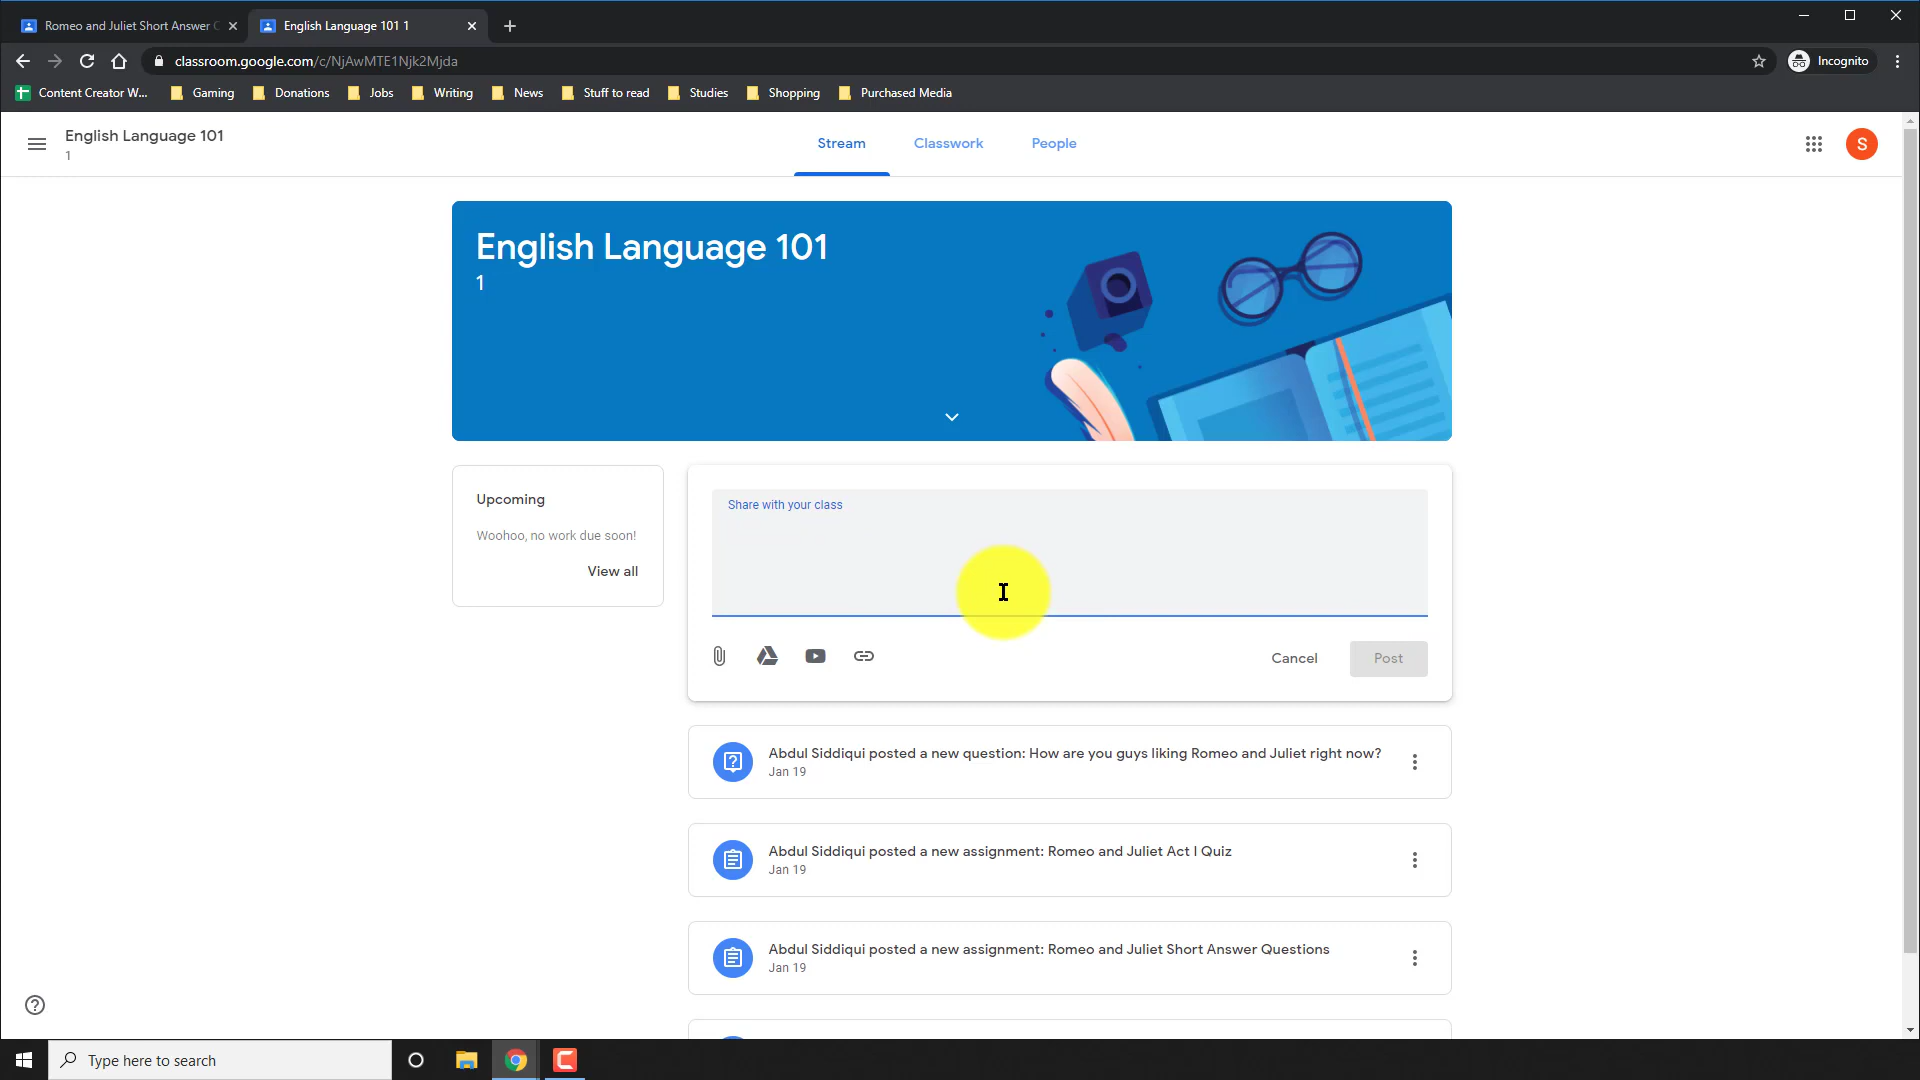 Romeo and Juliet Short Answer
English Language 101 1
classroom.google.com/c/NjAwMTE1Njk2Mjda
Incognito
Content Creator W...
Gaming
Donations
Jobs
Writing
News
Stuff to read
Studies
Shopping
Purchased Media
English Language 101
1
Stream
Classwork
People
S
English Language 101
1
Upcoming
Woohoo, no work due soon!
View all
Share with your class
Cancel
Post
Abdul Siddiqui posted a new question: How are you guys liking Romeo and Juliet right now?
Jan 19
Abdul Siddiqui posted a new assignment: Romeo and Juliet Act I Quiz
Jan 19
Abdul Siddiqui posted a new assignment: Romeo and Juliet Short Answer Questions
Jan 19
Type here to search